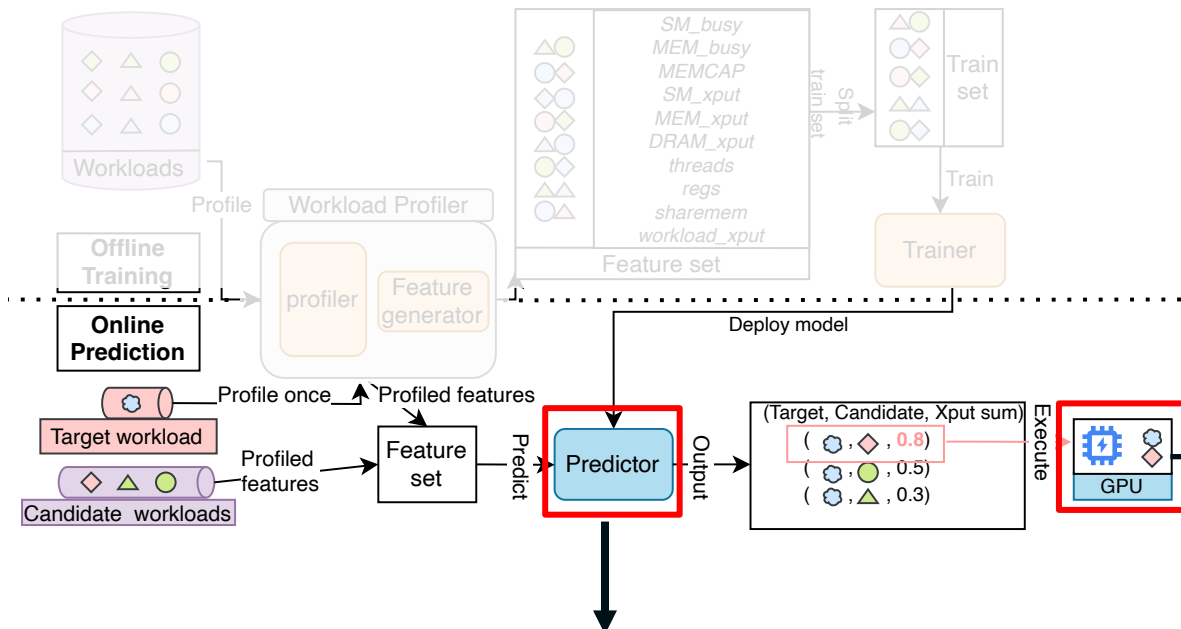 Workloads
Profile
Workload Profiler
profiler
Feature
generator
SM_busy
MEM_busy
MEMCAP
SM_xput
MEM_xput
DRAM_xput
threads
regs
sharemem
workload_xput
Feature set
Split
train set
Train
set
Train
Trainer
Offline
Training
Online
Prediction
Deploy model
Profile once
Profiled features
Target workload
Profiled
features
Candidate workloads
Feature
set
Predict
Predictor
Output
(Target, Candidate, Xput sum)
( , , 0.8)
( , , 0.5)
( , , 0.3)
Execute
GPU